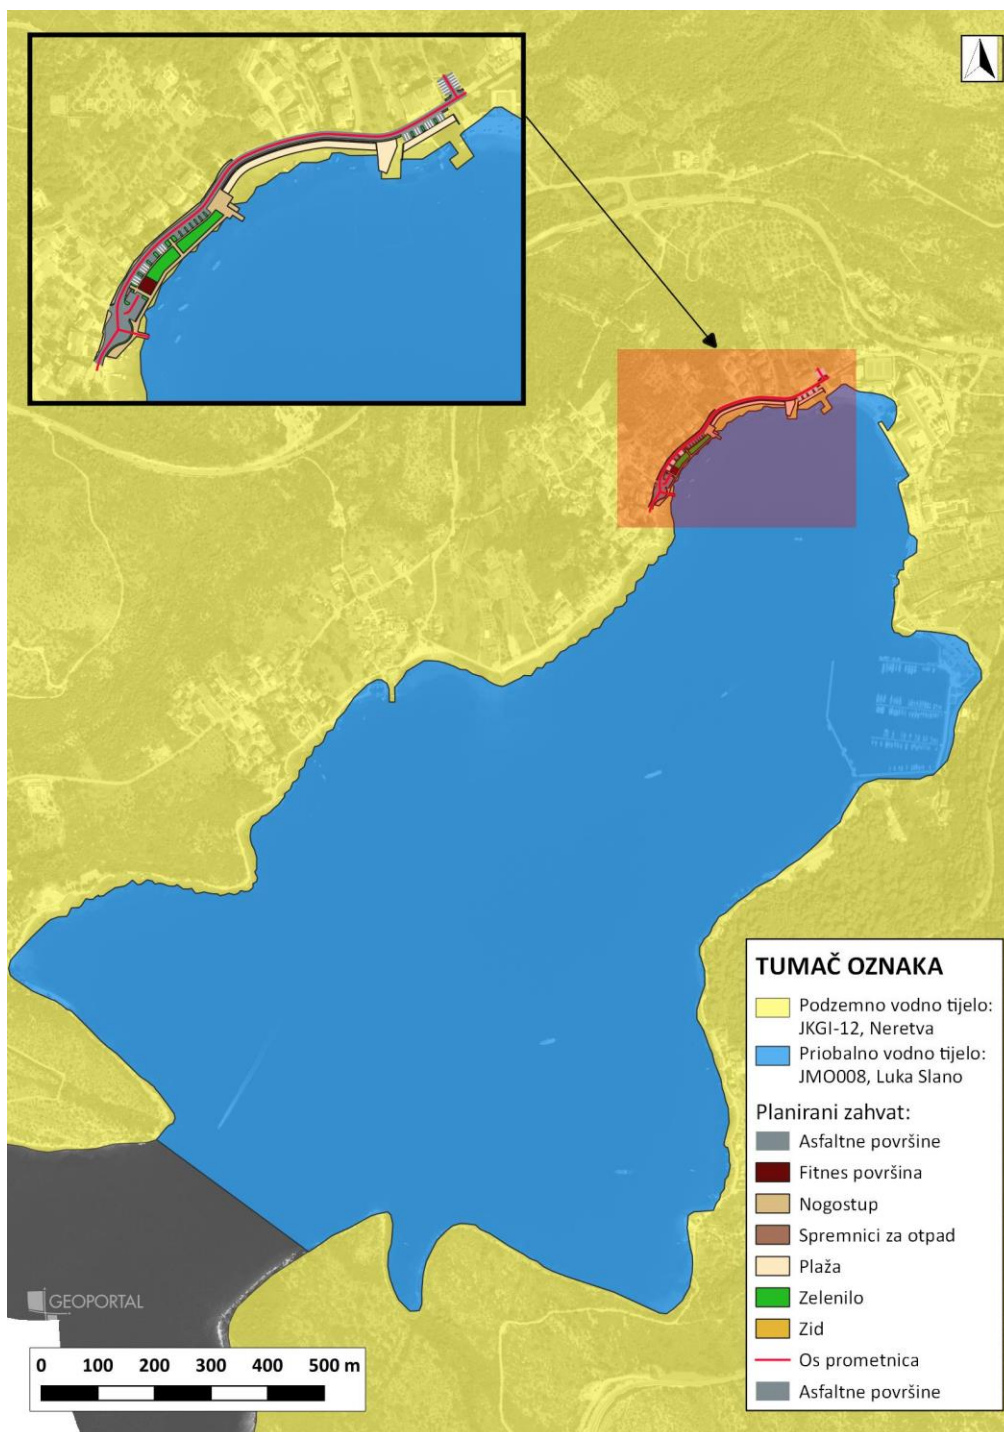 GEOPORTAL
TUMAČ OZNAKA
Podzemno vodno tijelo:
JKGI-12, Neretva
Priobalno vodno tijelo:
JMO008, Luka Slano
Planirani zahvat:
Asfaltne površine
Fitnes površina
Nogostup
Spremnici za otpad
Plaža
Zelenilo
Zid
Os prometnica
Asfaltne površine
GEOPORTAL
0 100 200 300 400 500 m